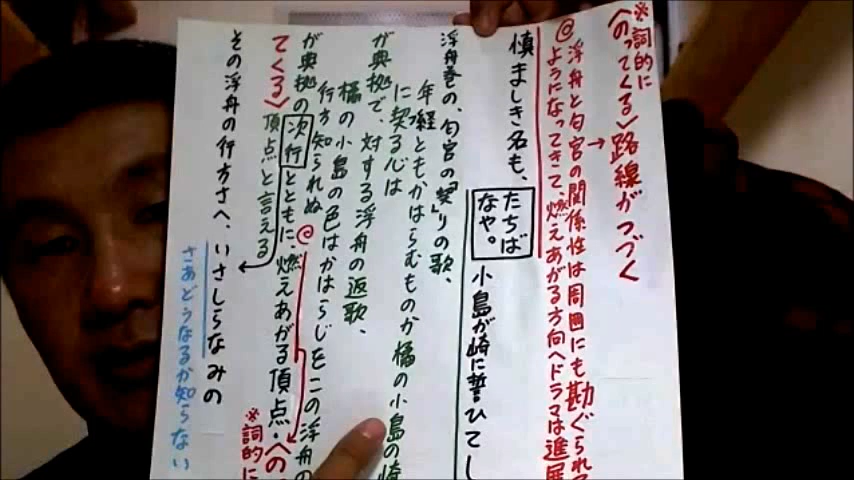 ※詞的に
〈のってくる〉路線がつづく
@浮舟と匂宮の関係性は周囲にも勘ぐられる
ようになってきて、燃えあがる方向へドラマは進展
慎ましき名も、たちば
なや。小島が崎に誓ひてし
浮舟巻の、匂宮の「契」りの歌、
年経ともかはらむものか橘の小島の崎
に契る心は
が典拠で、対する浮舟の返歌、
橘の小島の色はかはらじをこの浮舟の
行方知られぬ
が典拠の次行とともに、燃えあがる頂点・〈のっ
てくる〉頂点と言える
@
※詞的に
その浮舟の行方さへ、いさしらなみの
さあどうなるか知らない